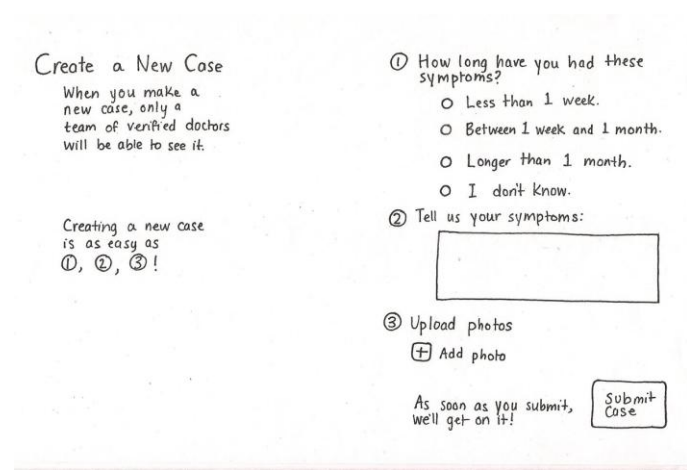 Create a New Case
When you make a
new case, only a
team of verified doctors
will be able to see it.
Creating a new case
is as easy as
①, ②, ③!
① How long have you had these
symptoms?
Less than 1 week.
Between 1 week and 1 month.
Longer than 1 month.
I don't know.
② Tell us your symptoms:
③ Upload photos
+ Add photo
As soon as you submit,
we'll get on it!
Submit
Case